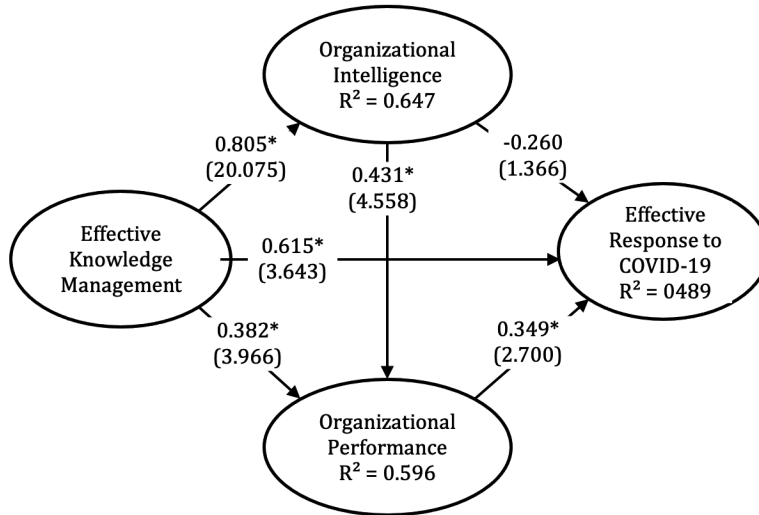 Organizational
Intelligence
R² = 0.647
0.805*
(20.075)
-0.260
(1.366)
0.431*
(4.558)
Effective
Knowledge
Management
0.615*
(3.643)
Effective
Response to
COVID-19
R² = 0489
0.382*
(3.966)
0.349*
(2.700)
Organizational
Performance
R² = 0.596